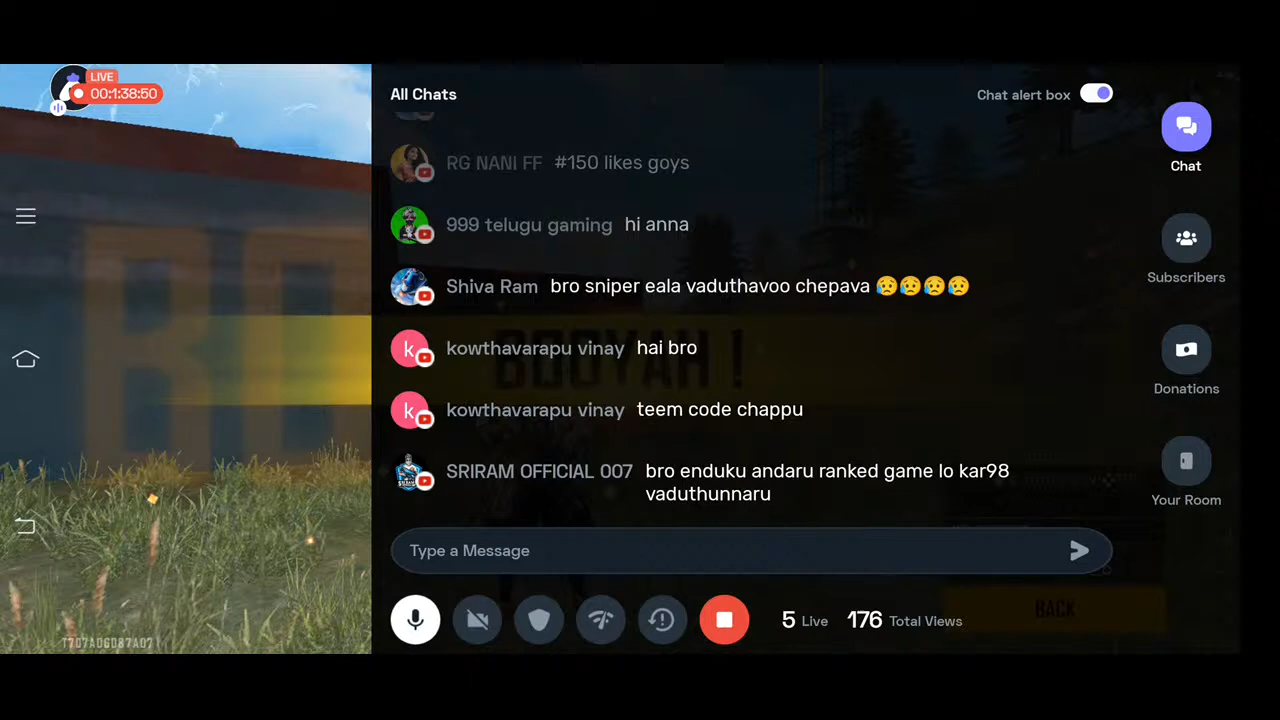 LIVE
00:1:38:50
All Chats
Chat alert box
RG NANI FF #150 likes goys
Chat
999 telugu gaming hi anna
Shiva Ram bro sniper eala vaduthavoo chepava 😥😥😥😥
Subscribers
kowthavarapu vinay hai bro
BOOYAH !
Donations
kowthavarapu vinay teem code chappu
SRIRAM OFFICIAL 007 bro enduku andaru ranked game lo kar98
vaduthunnaru
Your Room
Type a Message
BACK
5 Live 176 Total Views